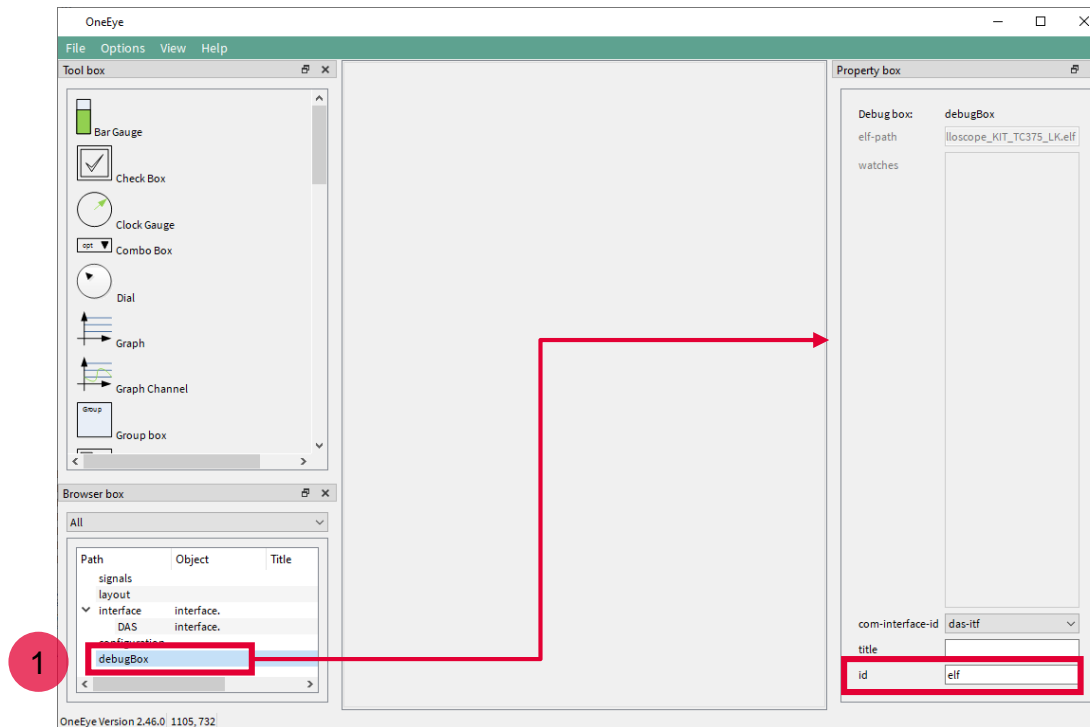 OneEye
File Options View Help
Tool box
Bar Gauge
Check Box
Clock Gauge
opt
Combo Box
Dial
Graph
Graph Channel
Group
Group box
Browser box
All
Path Object Title
signals
layout
interface interface.
DAS interface.
configuration
debugBox
1
OneEye Version 2.46.0 1105, 732
Property box
Debug box: debugBox
elf-path lloscope_KIT_TC375_LK.elf
watches
com-interface-id das-itf
title
id elf